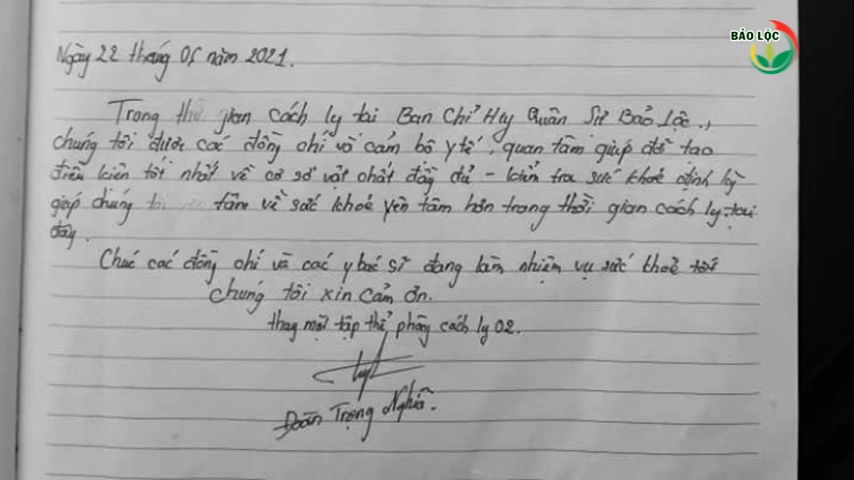 BẢO LỘC
Ngày 22 tháng 05 năm 2021.
Trong thời gian cách ly tại Ban Chỉ Huy Quân Sự Bảo Lộc.,
chúng tôi được các đồng chí và cán bộ y tế, quan tâm giúp đỡ tạo
điều kiện tốt nhất về cơ sở vật chất đầy đủ - kiểm tra sức khoẻ định kỳ
giúp chúng tôi tâm về sức khoẻ yên tâm hơn trong thời gian cách ly tại
đây.
Chúc các đồng chí và các y bác sĩ đang làm nhiệm vụ sức khoẻ tốt
chúng tôi xin cảm ơn.
thay mặt tập thể phòng cách ly 02.
Đoàn Trọng Nghĩa.